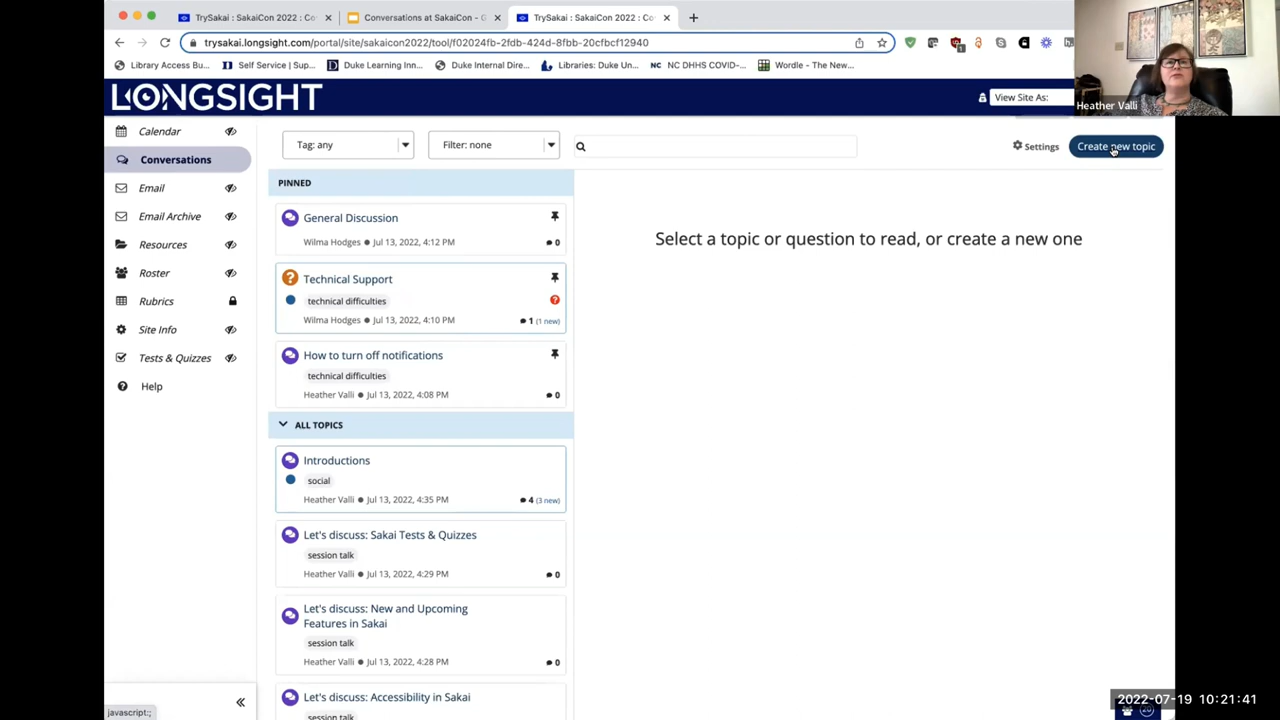 TrySakai : SakaiCon 2022 : Co
Conversations at SakaiCon - G
TrySakai : SakaiCon 2022 : Co
trysakai.longsight.com/portal/site/sakaicon2022/tool/f02024fb-2fdb-424d-8fbb-20cfbcf12940
Library Access Bu...
Self Service | Sup...
Duke Learning Inn...
Duke Internal Dire...
Libraries: Duke Un...
NC DHHS COVID-...
Wordle - The New...
Heather Valli
LONGSIGHT
View Site As:
Calendar
Conversations
Email
Email Archive
Resources
Roster
Rubrics
Site Info
Tests & Quizzes
Help
Tag: any
Filter: none
Settings
Create new topic
PINNED
General Discussion
Wilma Hodges ● Jul 13, 2022, 4:12 PM
0
Technical Support
technical difficulties
Wilma Hodges ● Jul 13, 2022, 4:10 PM
1 (1 new)
How to turn off notifications
technical difficulties
Heather Valli ● Jul 13, 2022, 4:08 PM
0
ALL TOPICS
Introductions
social
Heather Valli ● Jul 13, 2022, 4:35 PM
4 (3 new)
Let's discuss: Sakai Tests & Quizzes
session talk
Heather Valli ● Jul 13, 2022, 4:29 PM
0
Let's discuss: New and Upcoming
Features in Sakai
session talk
Heather Valli ● Jul 13, 2022, 4:28 PM
0
Let's discuss: Accessibility in Sakai
session talk
Select a topic or question to read, or create a new one
javascript:;
2022-07-19 10:21:41